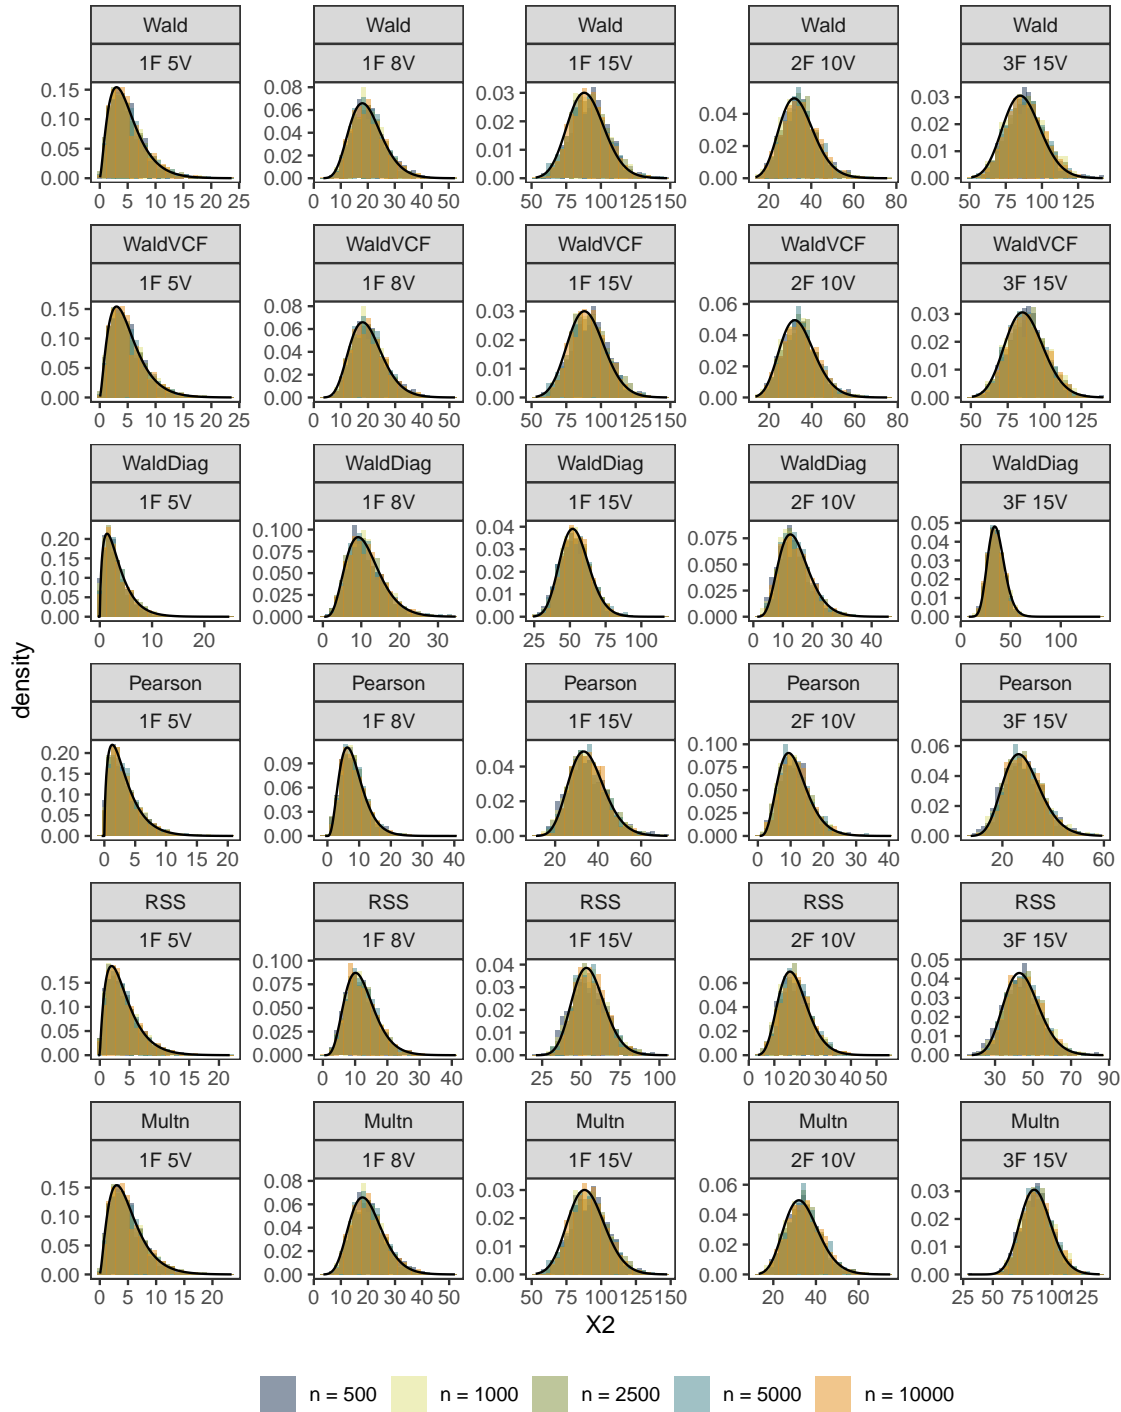 Wald Wald Wald Wald Wald
1F 5V 1F 8V 1F 15V 2F 10V 3F 15V
0.15 0.10 0.05 0.00 0.08 0.06 0.04 0.02 0.00 0.03 0.02 0.01 0.00 0.04 0.02 0.00 0.03 0.02 0.01 0.00
0 5 10 15 20 25 0 10 20 30 40 50 50 75 100 125 150 20 40 60 80 50 75 100 125
WaldVCF WaldVCF WaldVCF WaldVCF WaldVCF
1F 5V 1F 8V 1F 15V 2F 10V 3F 15V
0.15 0.10 0.05 0.00 0.08 0.06 0.04 0.02 0.00 0.03 0.02 0.01 0.00 0.06 0.04 0.02 0.00 0.03 0.02 0.01 0.00
0 5 10 15 20 25 0 10 20 30 40 50 50 75 100 125 150 20 40 60 80 50 75 100 125
WaldDiag WaldDiag WaldDiag WaldDiag WaldDiag
1F 5V 1F 8V 1F 15V 2F 10V 3F 15V
0.20 0.15 0.10 0.05 0.00 0.100 0.075 0.050 0.025 0.000 0.04 0.03 0.02 0.01 0.00 0.075 0.050 0.025 0.000 0.05 0.04 0.03 0.02 0.01 0.00
0 10 20 0 10 20 30 25 50 75 100 0 10 20 30 40 0 50 100
density
Pearson Pearson Pearson Pearson Pearson
1F 5V 1F 8V 1F 15V 2F 10V 3F 15V
0.20 0.15 0.10 0.05 0.00 0.09 0.06 0.03 0.00 0.04 0.02 0.00 0.100 0.075 0.050 0.025 0.000 0.06 0.04 0.02 0.00
0 5 10 15 20 0 10 20 30 40 20 40 60 0 10 20 30 40 20 40 60
RSS RSS RSS RSS RSS
1F 5V 1F 8V 1F 15V 2F 10V 3F 15V
0.15 0.10 0.05 0.00 0.100 0.075 0.050 0.025 0.000 0.04 0.03 0.02 0.01 0.00 0.06 0.04 0.02 0.00 0.05 0.04 0.03 0.02 0.01 0.00
0 5 10 15 20 0 10 20 30 40 25 50 75 100 0 10 20 30 40 50 30 50 70 90
Multn Multn Multn Multn Multn
1F 5V 1F 8V 1F 15V 2F 10V 3F 15V
0.15 0.10 0.05 0.00 0.08 0.06 0.04 0.02 0.00 0.03 0.02 0.01 0.00 0.06 0.04 0.02 0.00 0.03 0.02 0.01 0.00
0 5 10 15 20 0 10 20 30 40 50 50 75 100 125 150 20 40 60 25 50 75 100 125
X2
n = 500 n = 1000 n = 2500 n = 5000 n = 10000